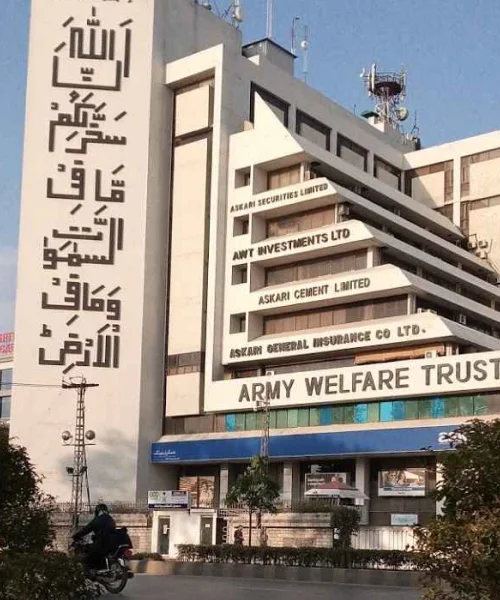 اَنَّ اللّٰهَ
سَخَّرَلَكُمْ
مَّا فِی
السَّمٰوٰتِ
وَمَا فِی
الْاَرْضِ
ASKARI SECURITIES LIMITED
AWT INVESTMENTS LTD
ASKARI CEMENT LIMITED
ASKARI GENERAL INSURANCE CO LTD.
ARMY WELFARE TRUST